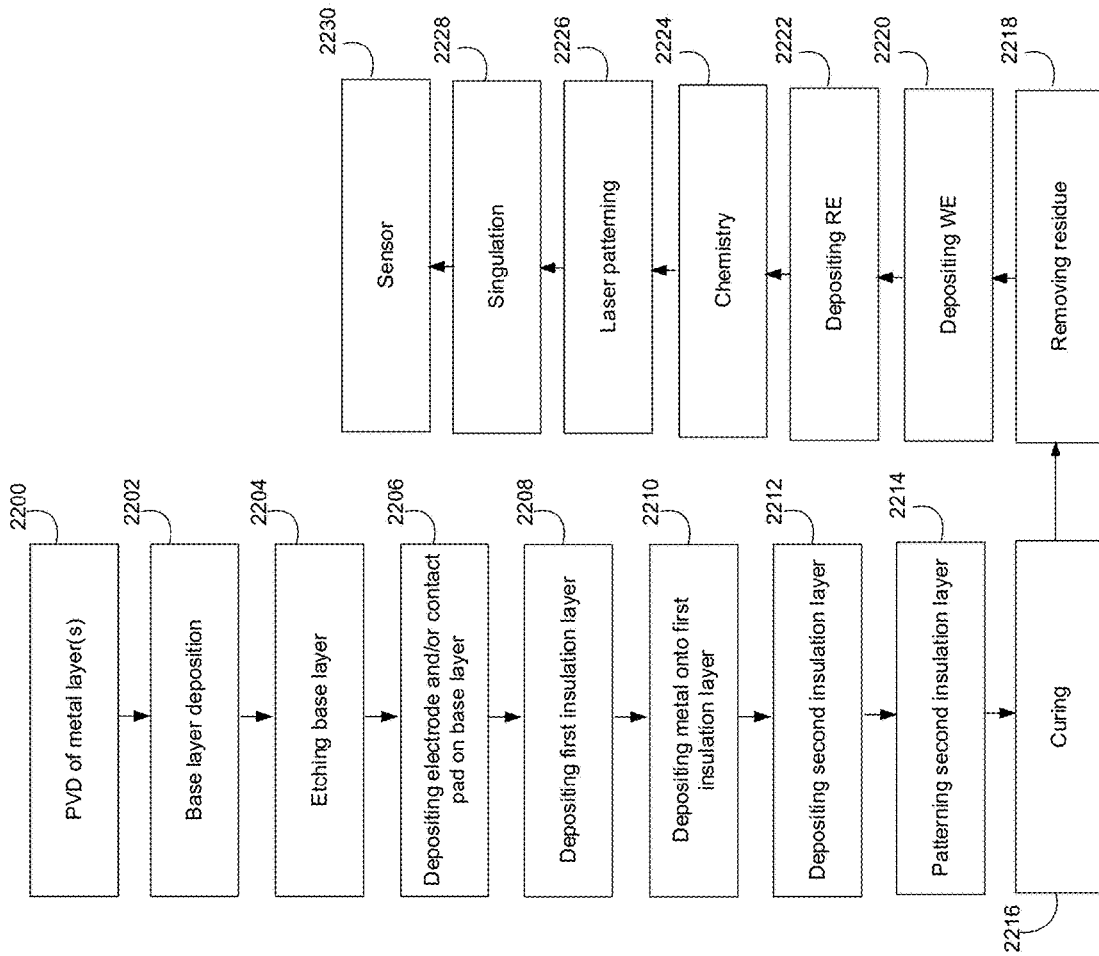 2200
PVD of metal layer(s)
2202
Base layer deposition
2204
Etching base layer
2206
Depositing electrode and/or contact
pad on base layer
2208
Depositing first insulation layer
2210
Depositing metal onto first
insulation layer
2212
Depositing second insulation layer
2214
Patterning second insulation layer
2216
Curing
2218
Removing residue
2220
Depositing WE
2222
Depositing RE
2224
Chemistry
2226
Laser patterning
2228
Singulation
2230
Sensor